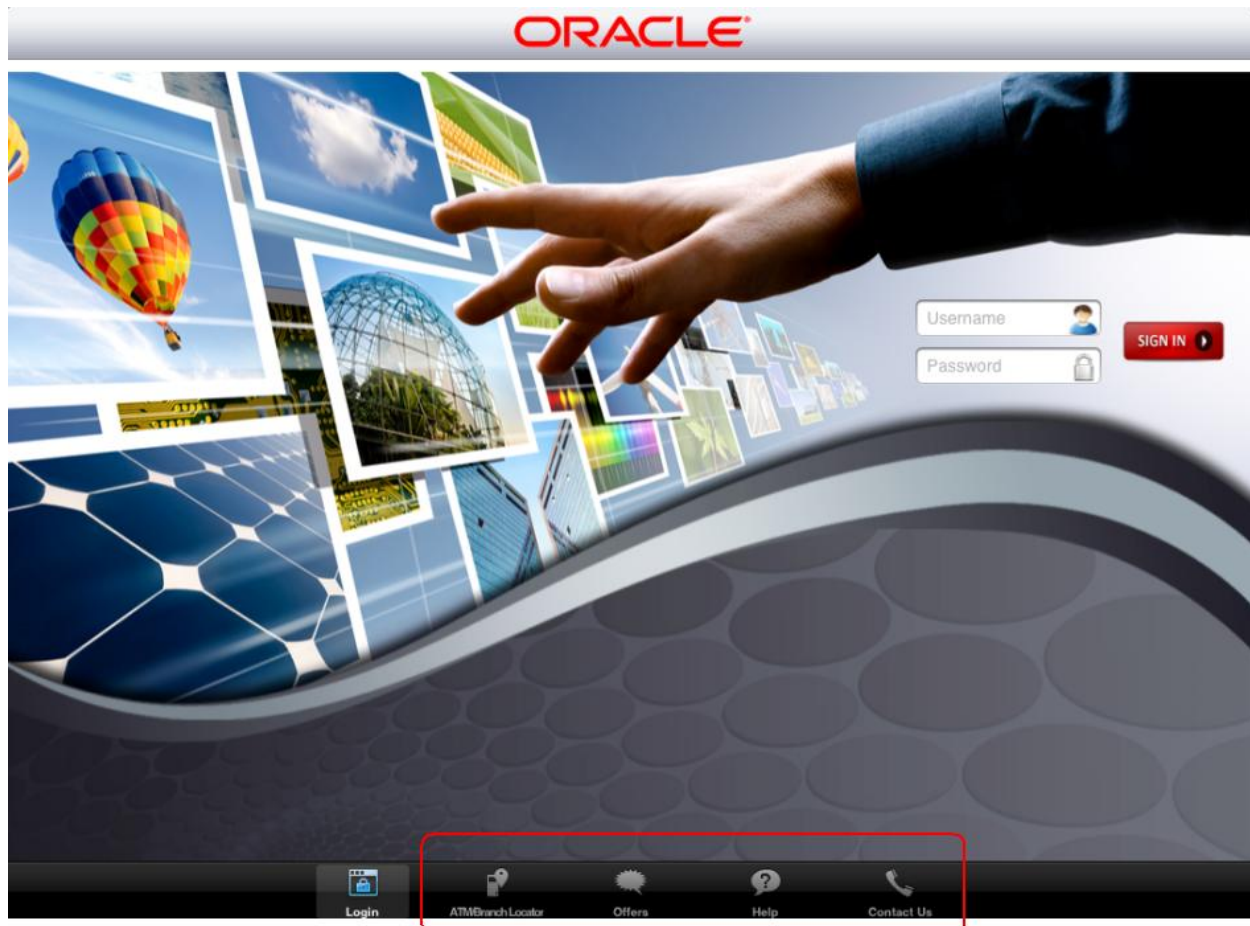 ORACLE
Username
SIGN IN
Password
Login
ATM/Branch Locator
Offers
Help
Contact Us